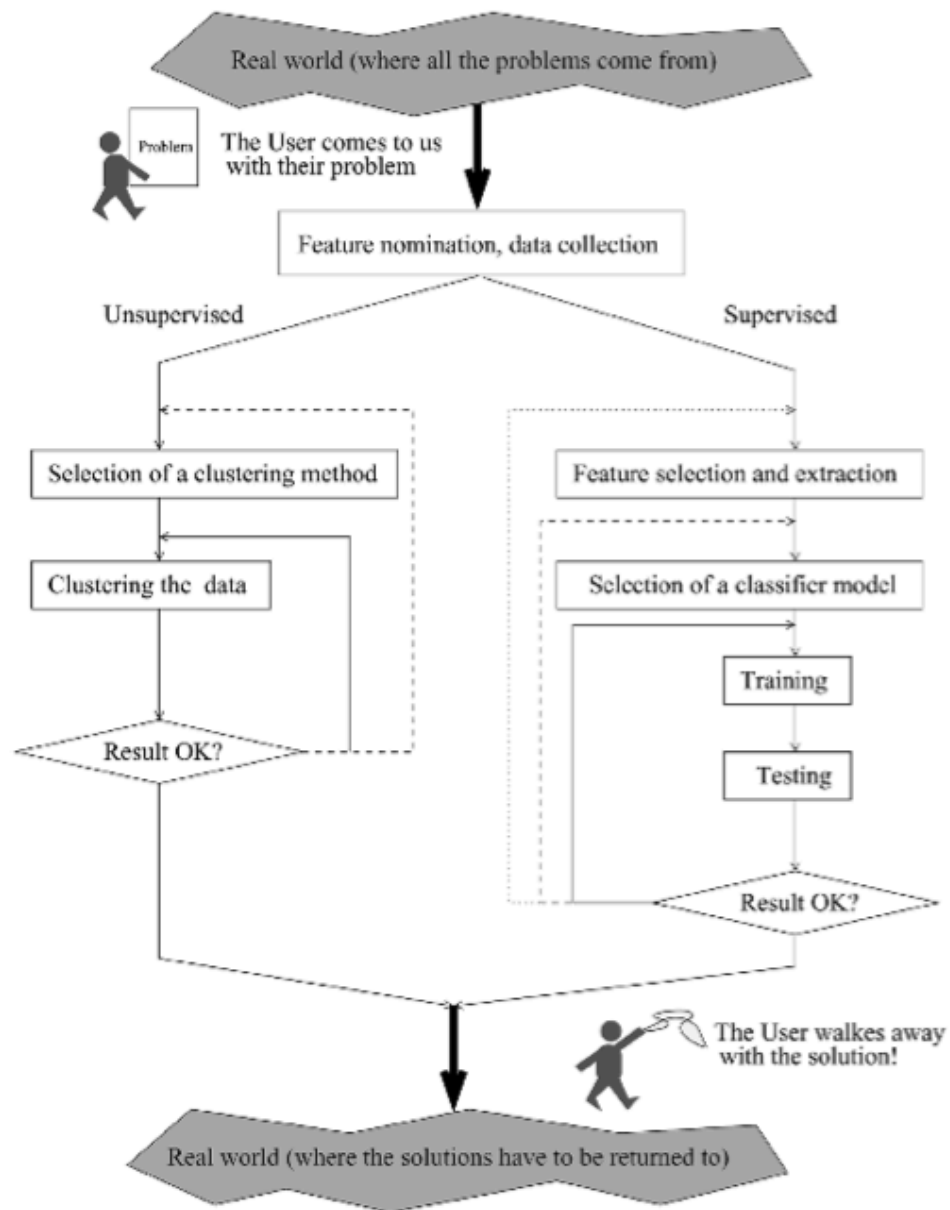 Real world (where all the problems come from)
Problem
The User comes to us
with their problem
Feature nomination, data collection
Unsupervised
Supervised
Selection of a clustering method
Feature selection and extraction
Clustering the data
Selection of a classifier model
Training
Result OK?
Testing
Result OK?
The User walkes away
with the solution!
Real world (where the solutions have to be returned to)